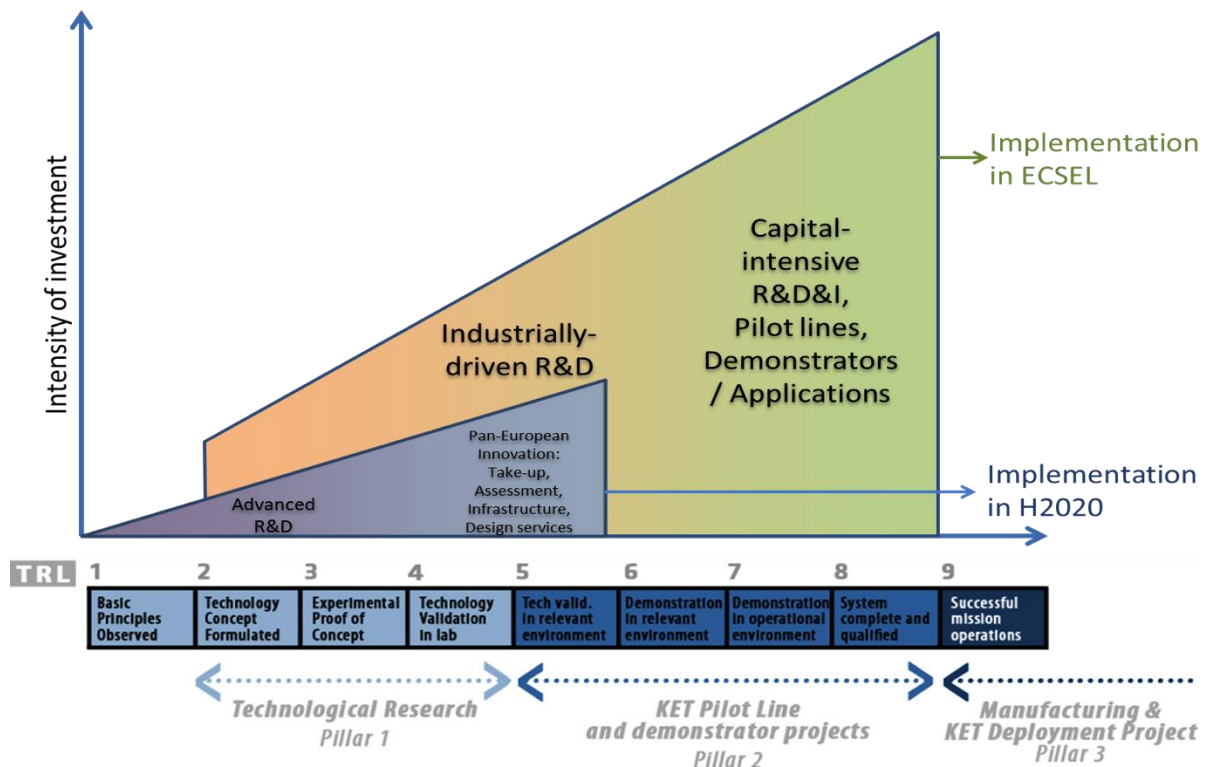 Intensity of investment
Implementation
in ECSEL
Capital-
intensive
R&D&I,
Pilot lines,
Demonstrators
/ Applications
Industrially-
driven R&D
Pan-European
Innovation:
Take-up,
Assessment,
Infrastructure,
Design services
Advanced
R&D
Implementation
in H2020
TRL 1 2 3 4 5 6 7 8 9
Basic
Principles
Observed
Technology
Concept
Formulated
Experimental
Proof of
Concept
Technology
Validation
In lab
Tech valid.
In relevant
environment
Demonstration
In relevant
environment
Demonstration
In operational
environment
System
complete and
qualified
Successful
mission
operations
Technological Research
Pillar 1
KET Pilot Line
and demonstrator projects
Pillar 2
Manufacturing &
KET Deployment Project
Pillar 3